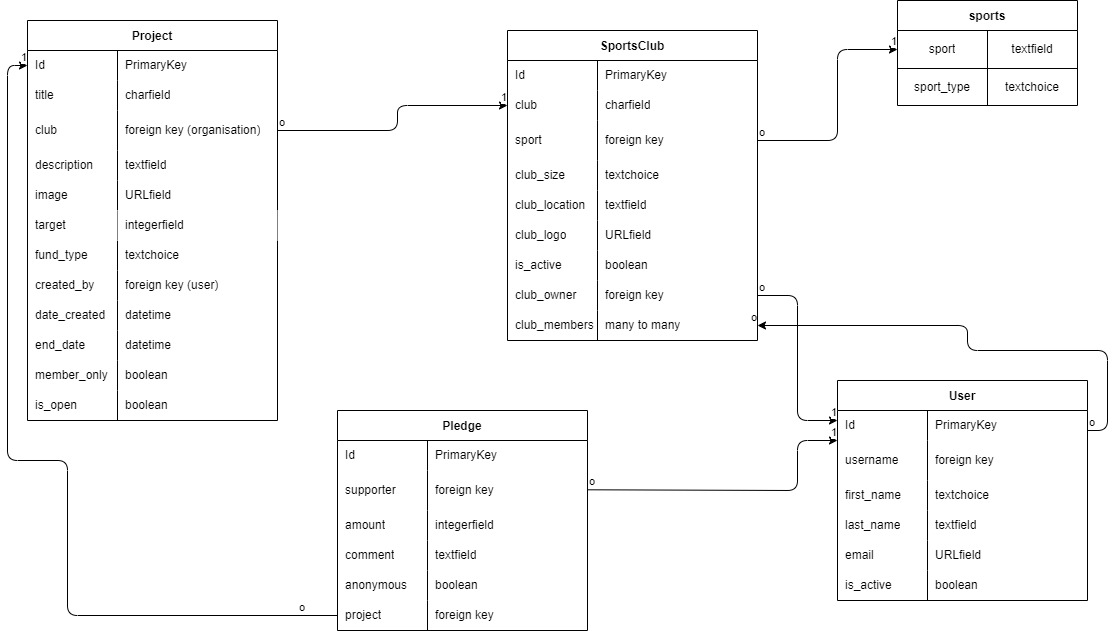 Project
Id PrimaryKey
title charfield
club foreign key (organisation)
description textfield
image URLfield
target integerfield
fund_type textchoice
created_by foreign key (user)
date_created datetime
end_date datetime
member_only boolean
is_open boolean
1
o
SportsClub
Id PrimaryKey
club charfield
sport foreign key
club_size textchoice
club_location textfield
club_logo URLfield
is_active boolean
club_owner foreign key
club_members many to many
1
o
o
o
sports
sport textfield
sport_type textchoice
1
Pledge
Id PrimaryKey
supporter foreign key
amount integerfield
comment textfield
anonymous boolean
project foreign key
o
o
User
Id PrimaryKey
username foreign key
first_name textchoice
last_name textfield
email URLfield
is_active boolean
1
1
o